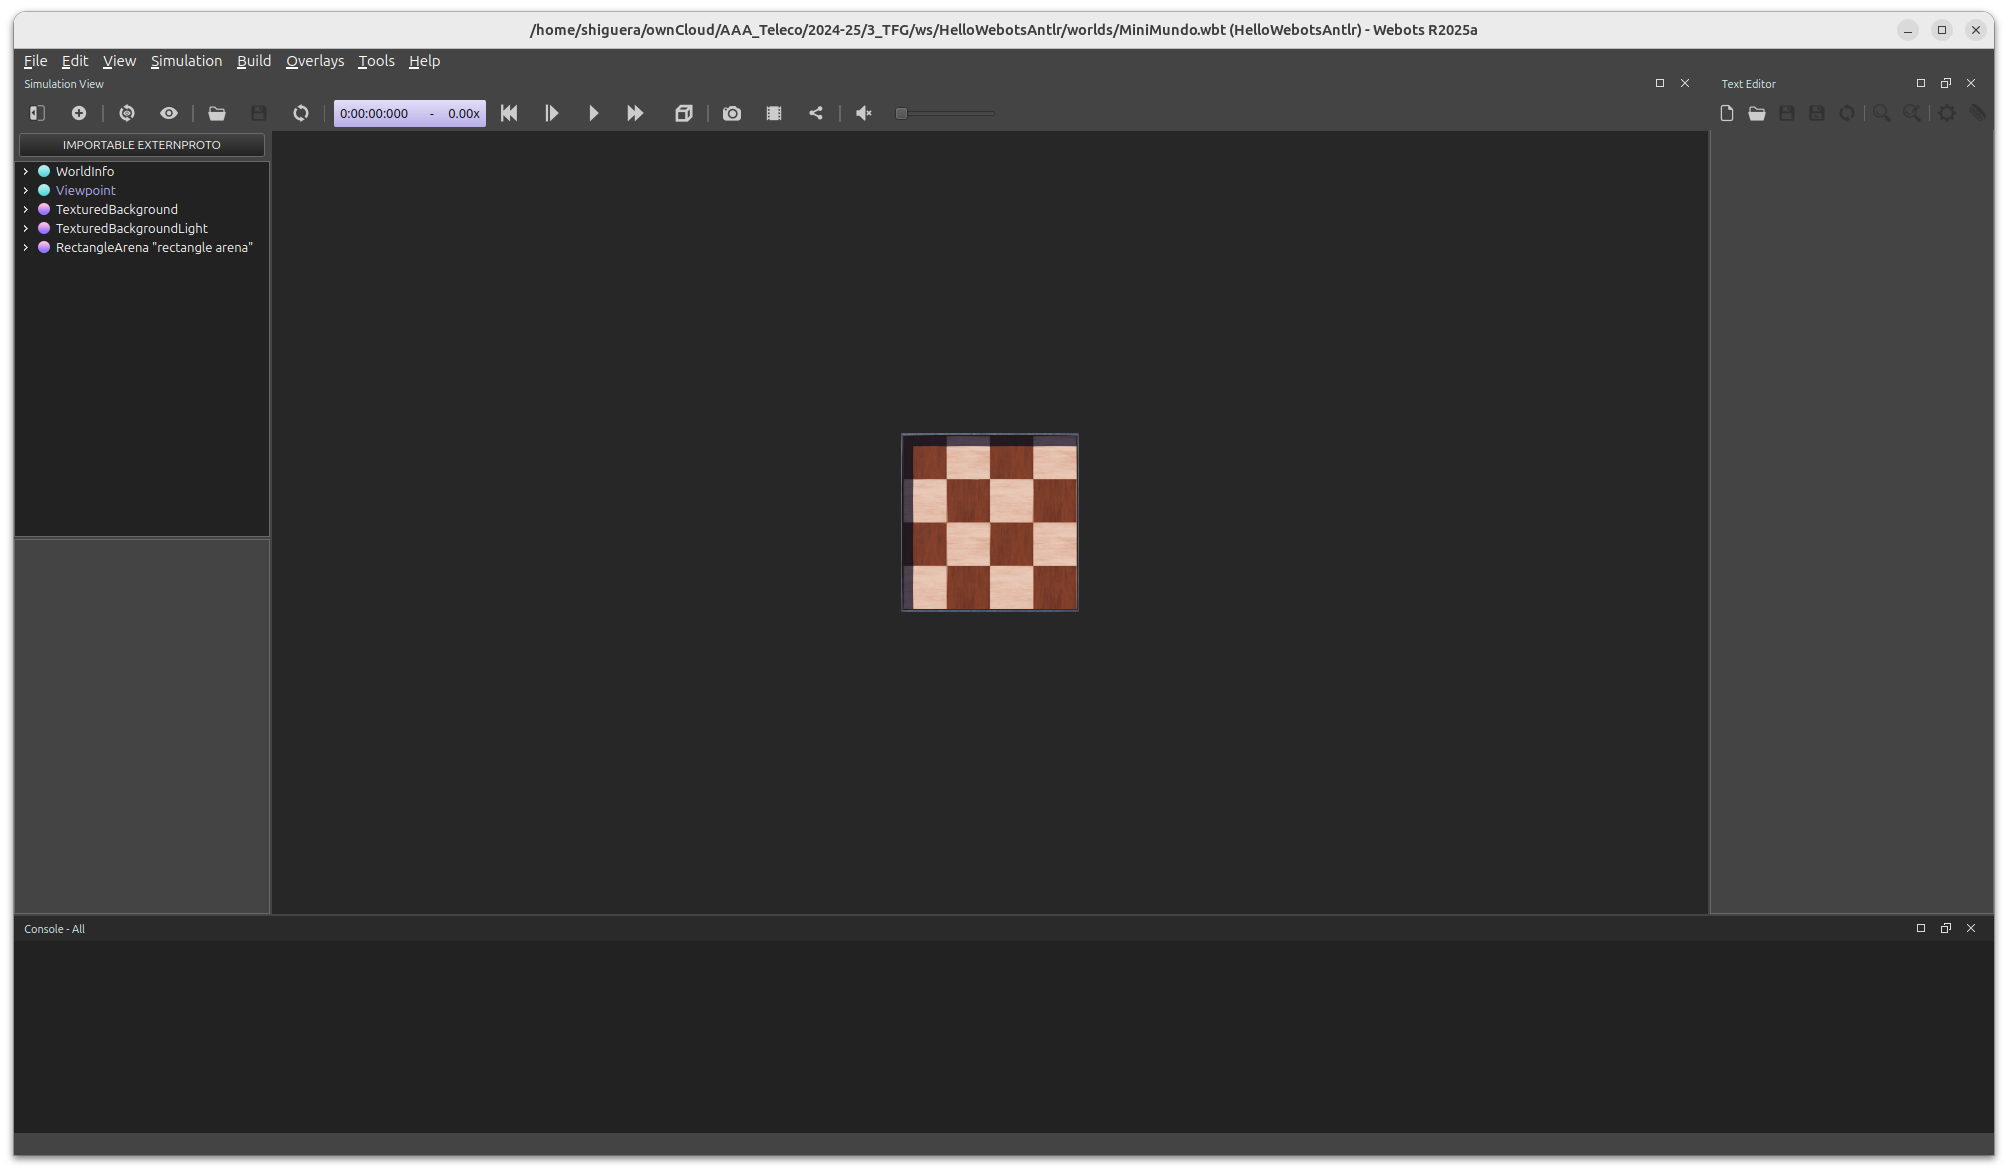 /home/shiguera/ownCloud/AAA_Teleco/2024-25/3_TFG/ws/HelloWebotsAntlr/worlds/MiniMundo.wbt (HelloWebotsAntlr) - Webots R2025a
File Edit View Simulation Build Overlays Tools Help
Simulation View
Text Editor
0:00:00:000 - 0.00x
IMPORTABLE EXTERNPROTO
WorldInfo
Viewpoint
TexturedBackground
TexturedBackgroundLight
RectangleArena "rectangle arena"
Console - All